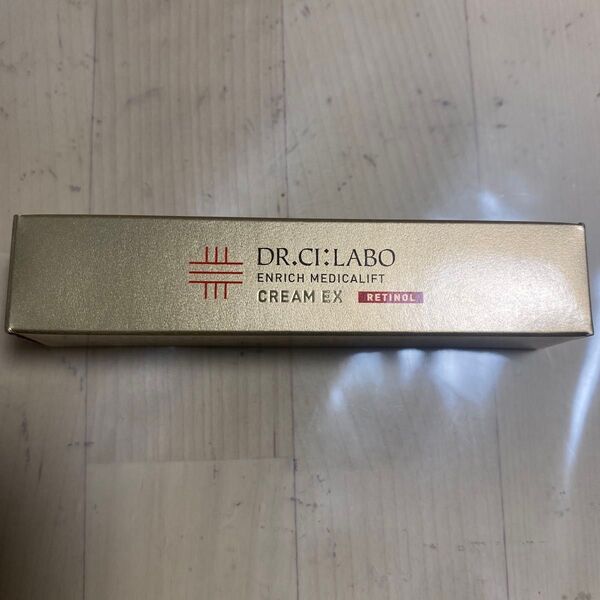 DR.CI:LABO
ENRICH MEDICALIFT
CREAM EX RETINOL